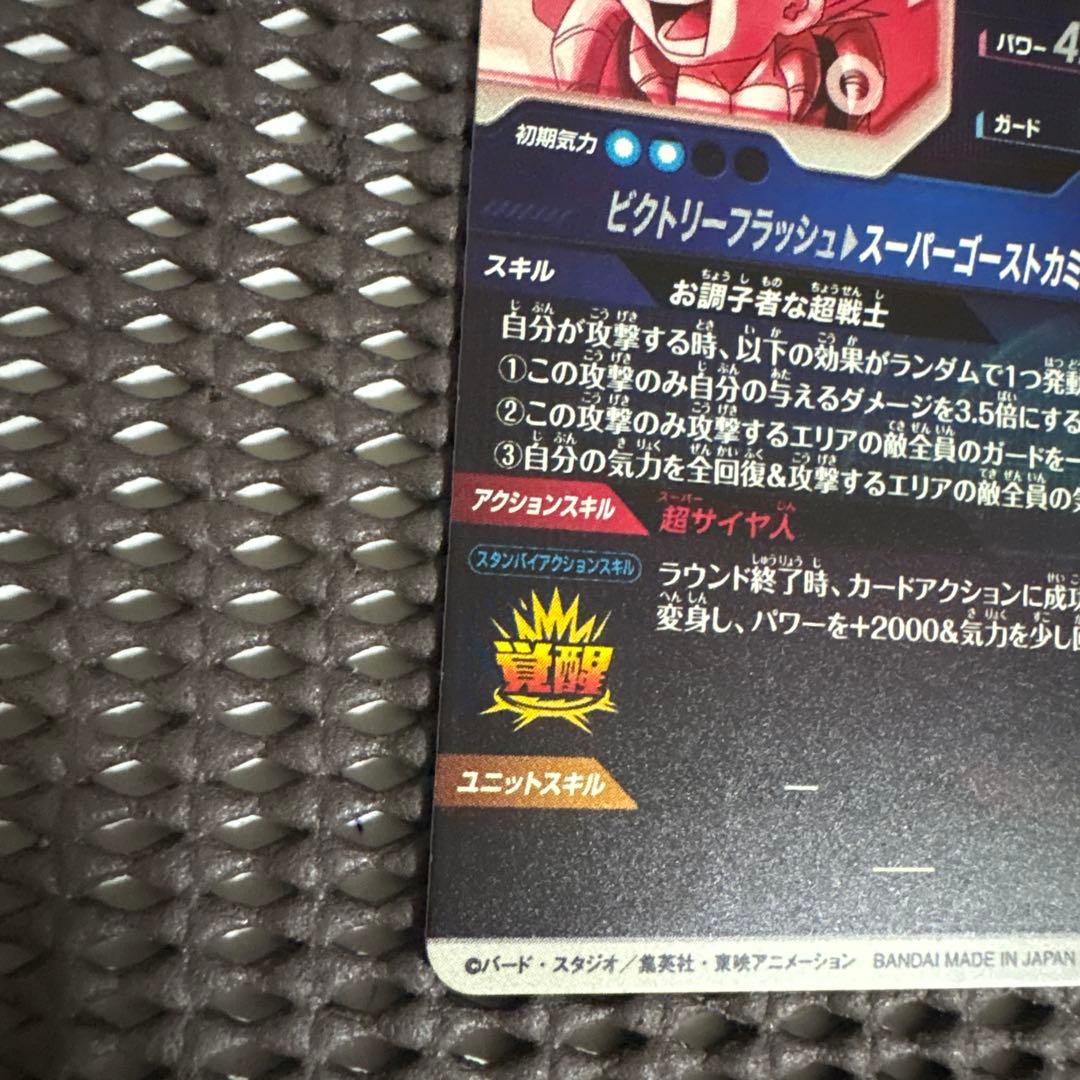 パワー 4
ガード
初期気力
ビクトリーフラッシュ▶スーパーゴーストカミ
スキル
お調子者な超戦士
自分が攻撃する時、以下の効果がランダムで1つ発動
①この攻撃のみ自分の与えるダメージを3.5倍にする
②この攻撃のみ攻撃するエリアの敵全員のガードを一
③自分の気力を全回復&攻撃するエリアの敵全員の気
アクションスキル
超サイヤ人
スタンバイアクションスキル
ラウンド終了時、カードアクションに成功
変身し、パワーを+2000&気力を少し回
覚醒
ユニットスキル
©バード・スタジオ／集英社・東映アニメーション BANDAI MADE IN JAPAN